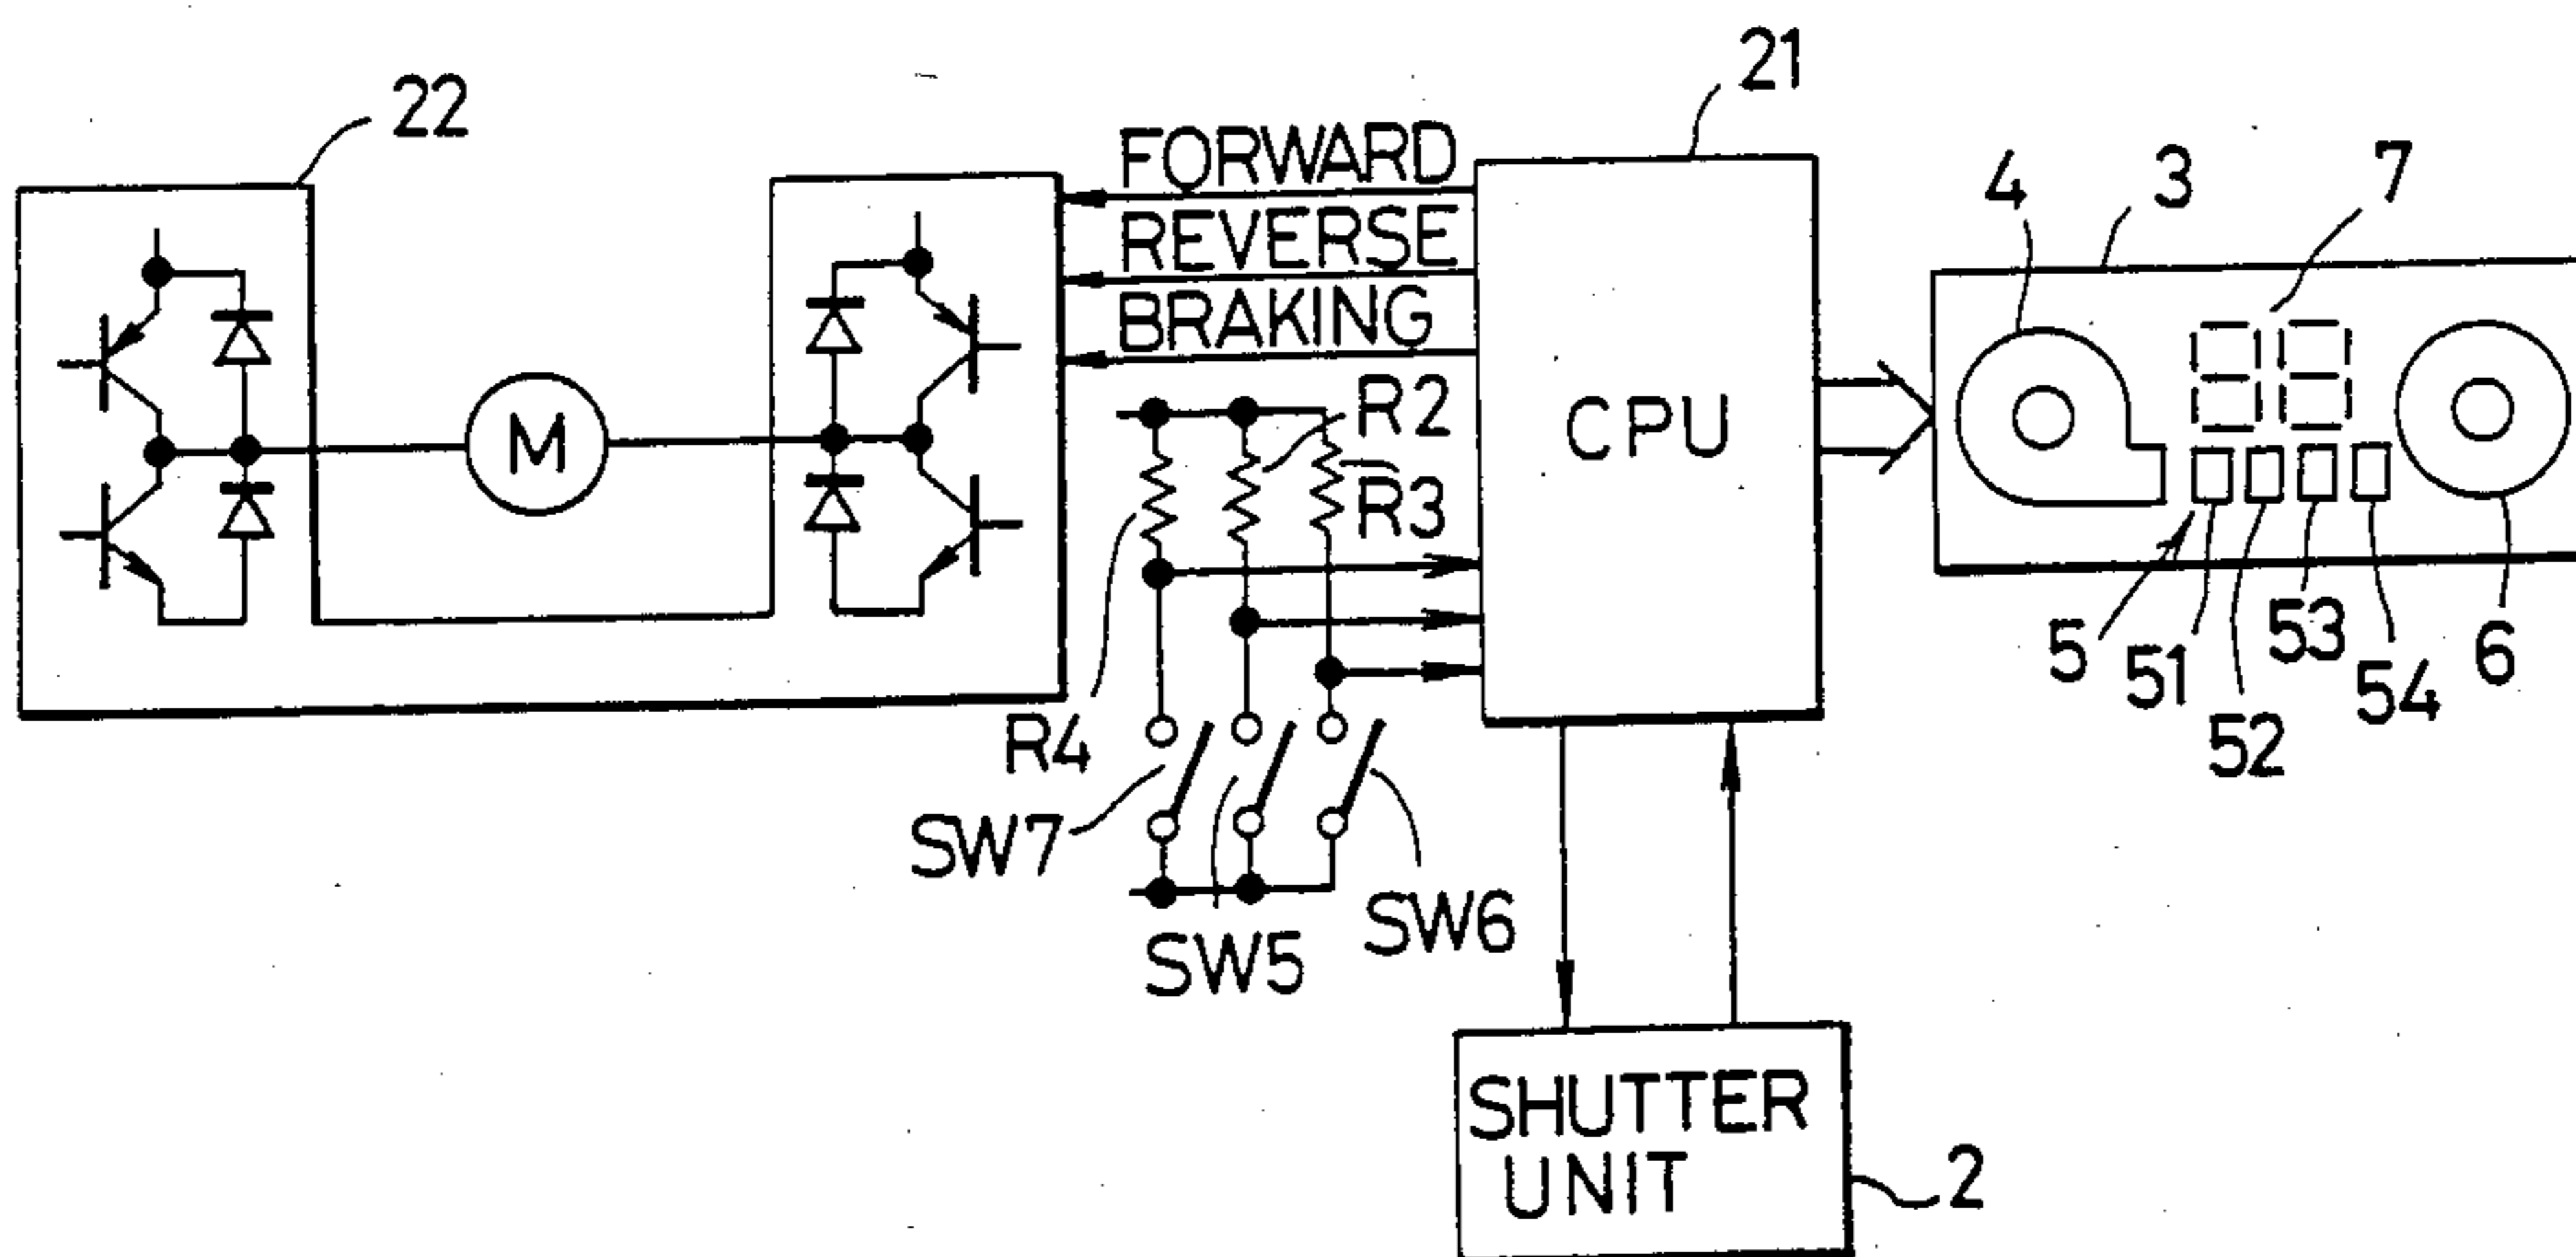 22
21
FORWARD
REVERSE
BRAKING
4
3
7
M
R2
R3
CPU
R4
SW7
SW5
SW6
5
51
52
53
54
6
SHUTTER
UNIT
2